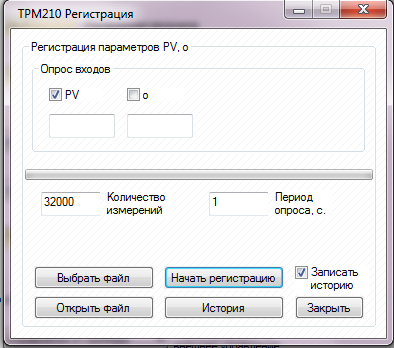 ТРМ210 Регистрация
Регистрация параметров PV, o
Опрос входов
PV
o
32000
Количество
измерений
1
Период
опроса, с.
Выбрать файл
Начать регистрацию
Записать
историю
Открыть файл
История
Закрыть